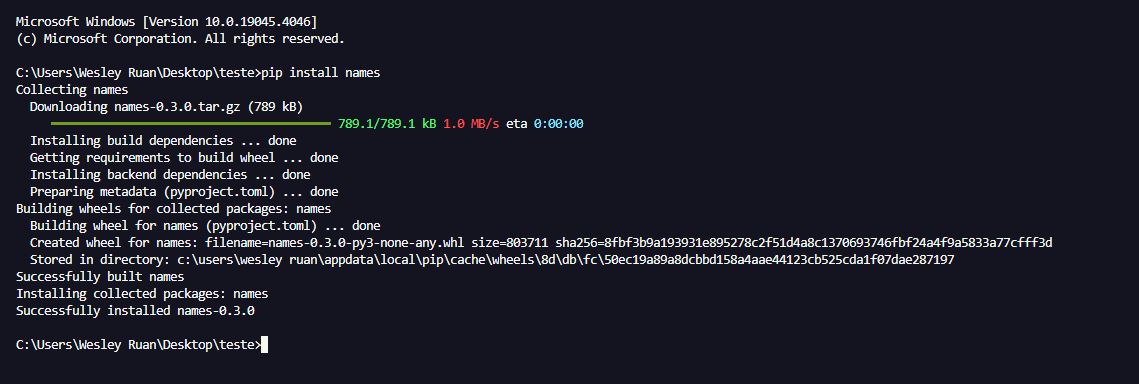 Microsoft Windows [Version 10.0.19045.4046]
(c) Microsoft Corporation. All rights reserved.
C:\Users\Wesley Ruan\Desktop\teste>pip install names
Collecting names
Downloading names-0.3.0.tar.gz (789 kB)
789.1/789.1 kB 1.0 MB/s eta 0:00:00
Installing build dependencies ... done
Getting requirements to build wheel ... done
Installing backend dependencies ... done
Preparing metadata (pyproject.toml) ... done
Building wheels for collected packages: names
Building wheel for names (pyproject.toml) ... done
Created wheel for names: filename=names-0.3.0-py3-none-any.whl size=803711 sha256=8fbf3b9a193931e895278c2f51d4a8c1370693746fbf24a4f9a5833a77cfff3d
Stored in directory: c:\users\wesley ruan\appdata\local\pip\cache\wheels\8d\db\fc\50ec19a89a8dcbbd158a4aae44123cb525cda1f07dae287197
Successfully built names
Installing collected packages: names
Successfully installed names-0.3.0
C:\Users\Wesley Ruan\Desktop\teste>